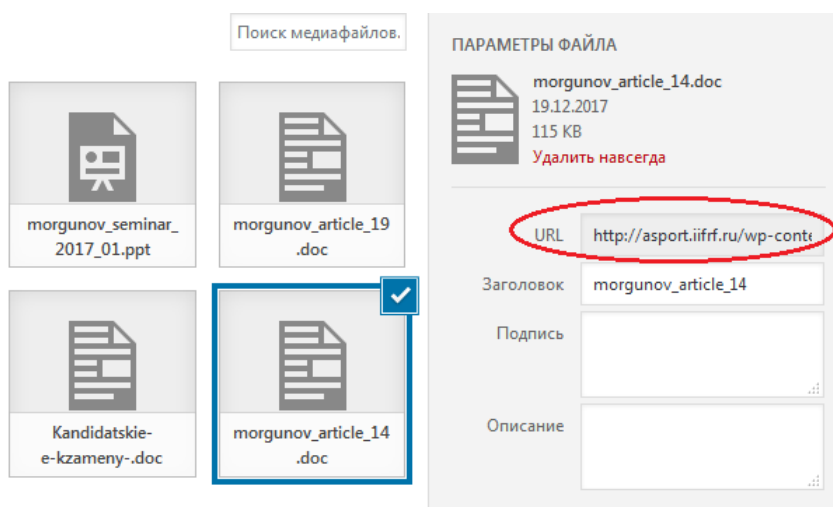 Поиск медиафайлов.
morgunov_seminar_
2017_01.ppt
morgunov_article_19
.doc
Kandidatskie-
e-kzameny-.doc
morgunov_article_14
.doc
ПАРАМЕТРЫ ФАЙЛА
morgunov_article_14.doc
19.12.2017
115 KB
Удалить навсегда
URL http://asport.iifrf.ru/wp-conte
Заголовок morgunov_article_14
Подпись
Описание